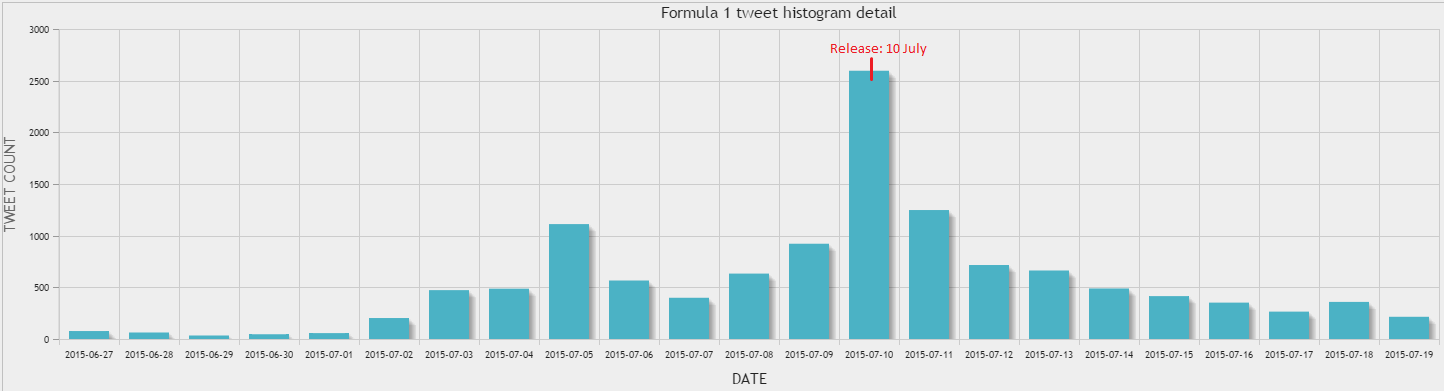 Formula 1 tweet histogram detail
Release: 10 July
3000
2500
2000
1500
1000
500
0
TWEET COUNT
2015-06-27 2015-06-28 2015-06-29 2015-06-30 2015-07-01 2015-07-02 2015-07-03 2015-07-04 2015-07-05 2015-07-06 2015-07-07 2015-07-08 2015-07-09 2015-07-10 2015-07-11 2015-07-12 2015-07-13 2015-07-14 2015-07-15 2015-07-16 2015-07-17 2015-07-18 2015-07-19
DATE